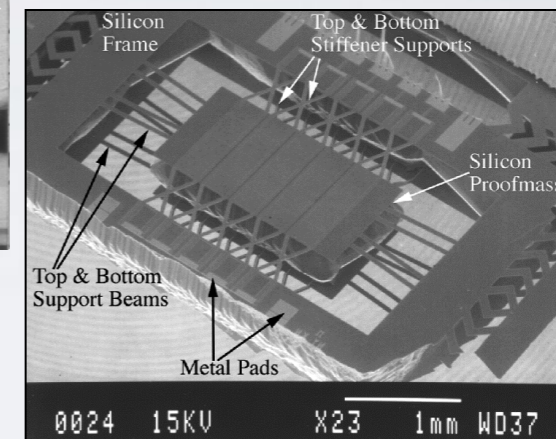 Silicon
Frame
Top & Bottom
Stiffener Supports
Silicon
Proofmass
Top & Bottom
Support Beams
Metal Pads
0024 15KV X23 1mm WD37